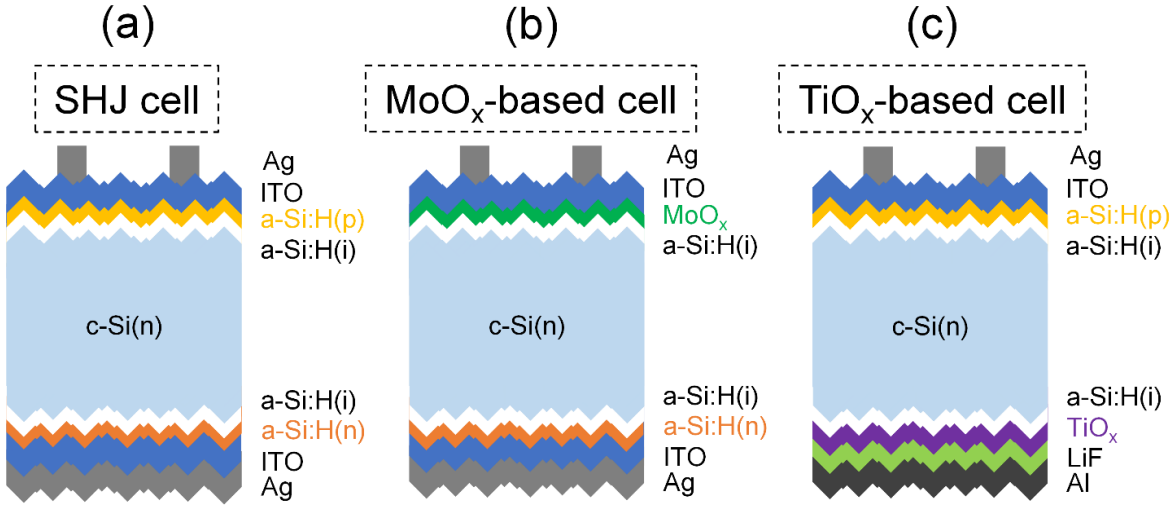 (a)
SHJ cell
Ag
ITO
a-Si:H(p)
a-Si:H(i)
c-Si(n)
a-Si:H(i)
a-Si:H(n)
ITO
Ag
(b)
MoOₓ-based cell
Ag
ITO
MoOₓ
a-Si:H(i)
c-Si(n)
a-Si:H(i)
a-Si:H(n)
ITO
Ag
(c)
TiOₓ-based cell
Ag
ITO
a-Si:H(p)
a-Si:H(i)
c-Si(n)
a-Si:H(i)
TiOₓ
LiF
Al